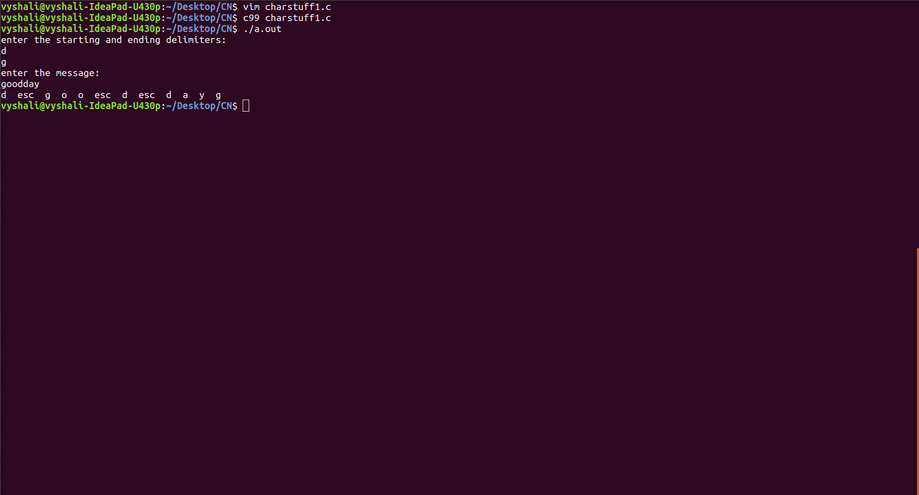 vyshali@vyshali-IdeaPad-U430p:~/Desktop/CN$ vim charstuff1.c
vyshali@vyshali-IdeaPad-U430p:~/Desktop/CN$ c99 charstuff1.c
vyshali@vyshali-IdeaPad-U430p:~/Desktop/CN$ ./a.out
enter the starting and ending delimiters:
d
g
enter the message:
goodday
d  esc  g  o  o  esc  d  esc  d  a  y  g
vyshali@vyshali-IdeaPad-U430p:~/Desktop/CN$